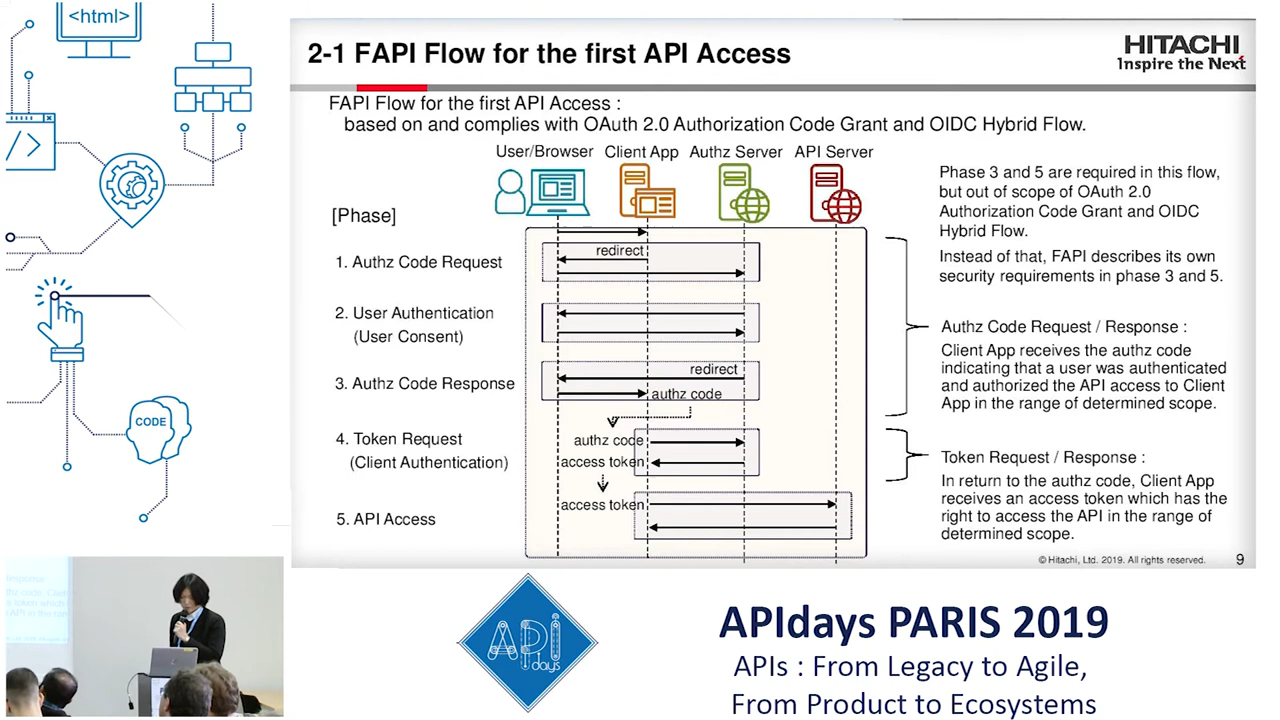 <html>
</>
CODE
2-1 FAPI Flow for the first API Access
HITACHI
Inspire the Next
FAPI Flow for the first API Access :
based on and complies with OAuth 2.0 Authorization Code Grant and OIDC Hybrid Flow.
User/Browser Client App Authz Server API Server
[Phase]
redirect
1. Authz Code Request
2. User Authentication
(User Consent)
redirect
3. Authz Code Response
authz code
4. Token Request
(Client Authentication)
authz code
access token
access token
5. API Access
Phase 3 and 5 are required in this flow,
but out of scope of OAuth 2.0
Authorization Code Grant and OIDC
Hybrid Flow.
Instead of that, FAPI describes its own
security requirements in phase 3 and 5.
Authz Code Request / Response :
Client App receives the authz code
indicating that a user was authenticated
and authorized the API access to Client
App in the range of determined scope.
Token Request / Response :
In return to the authz code, Client App
receives an access token which has the
right to access the API in the range of
determined scope.
© Hitachi, Ltd. 2019. All rights reserved.
9
API
days
APIdays PARIS 2019
APIs : From Legacy to Agile,
From Product to Ecosystems